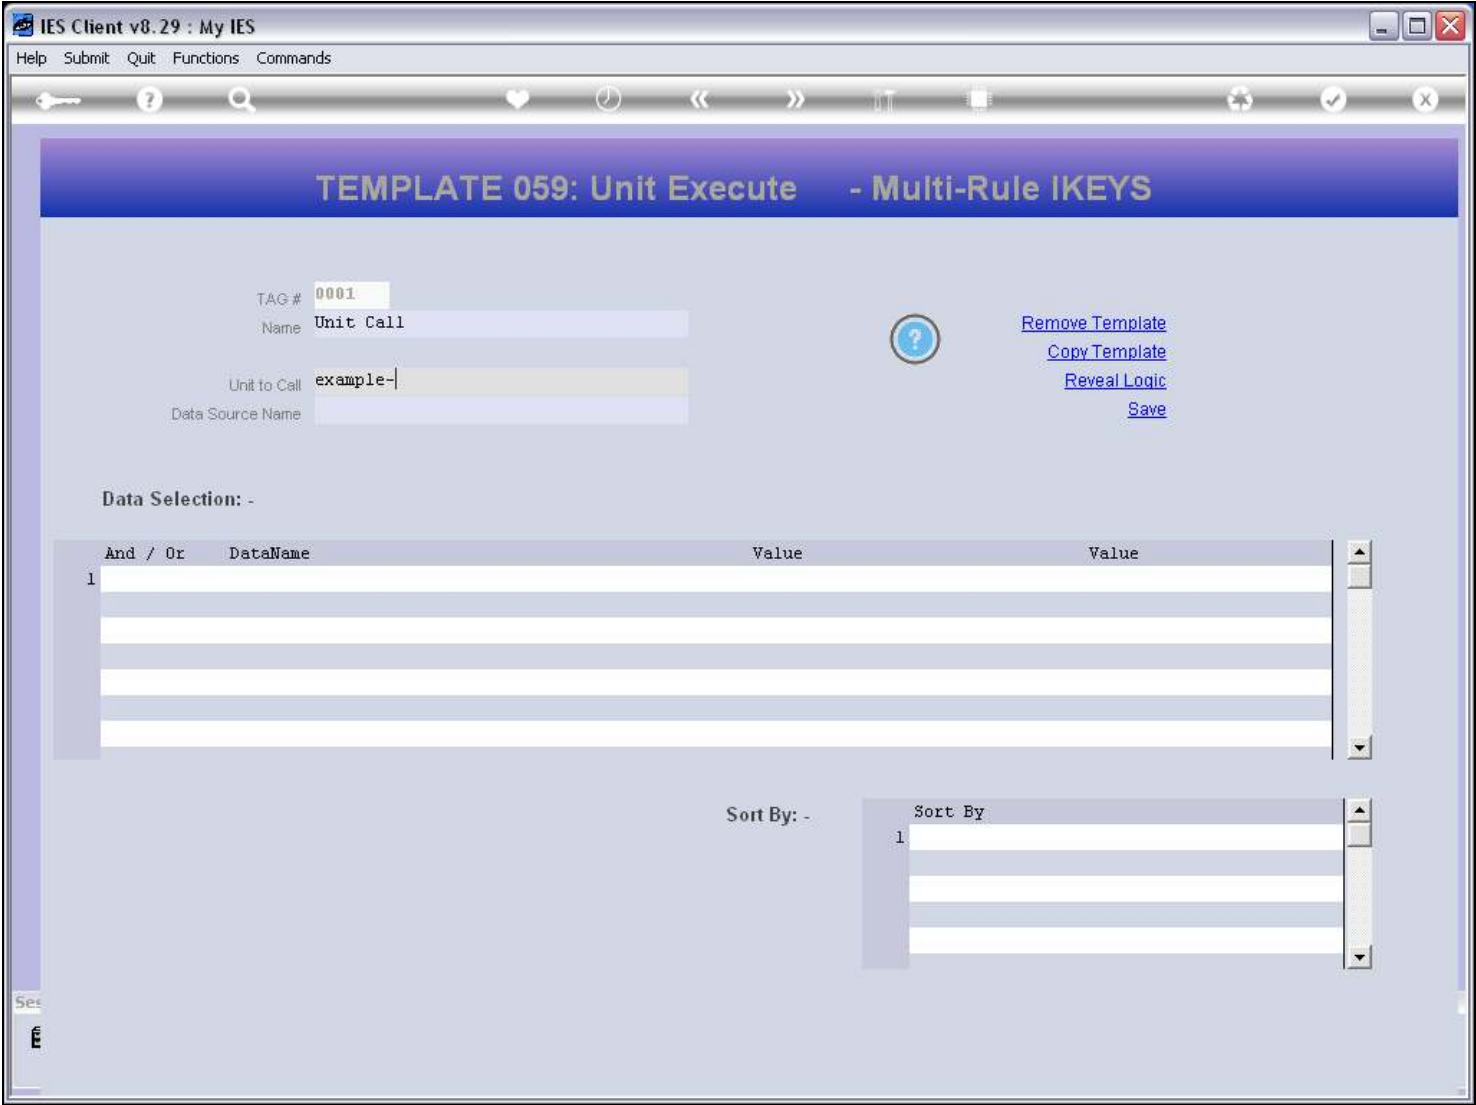 IES Client v8.29 : My IES
Help Submit Quit Functions Commands
TEMPLATE 059: Unit Execute - Multi-Rule IKEYS
TAG # 0001
Name Unit Call
Remove Template
Copy Template
Unit to Call example-
Reveal Logic
Data Source Name
Save
Data Selection: -
And / Or DataName Value Value
1
Sort By: -
Sort By
1
Ses